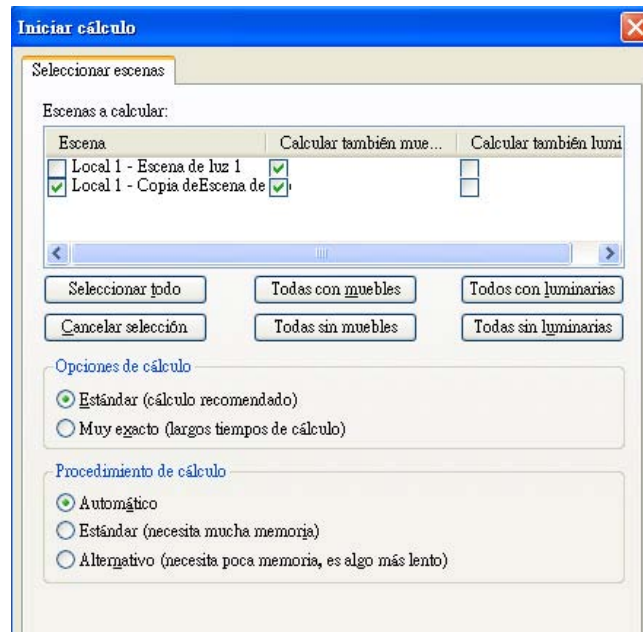 Iniciar cálculo
Seleccionar escenas
Escenas a calcular:
Escena Calcular también mue... Calcular también lumi
Local 1 - Escena de luz 1
Local 1 - Copia deEscena de
Seleccionar todo Todas con muebles Todos con luminarias
Cancelar selección Todas sin muebles Todas sin luminarias
Opciones de cálculo
Estándar (cálculo recomendado)
Muy exacto (largos tiempos de cálculo)
Procedimiento de cálculo
Automático
Estándar (necesita mucha memoria)
Alternativo (necesita poca memoria, es algo más lento)